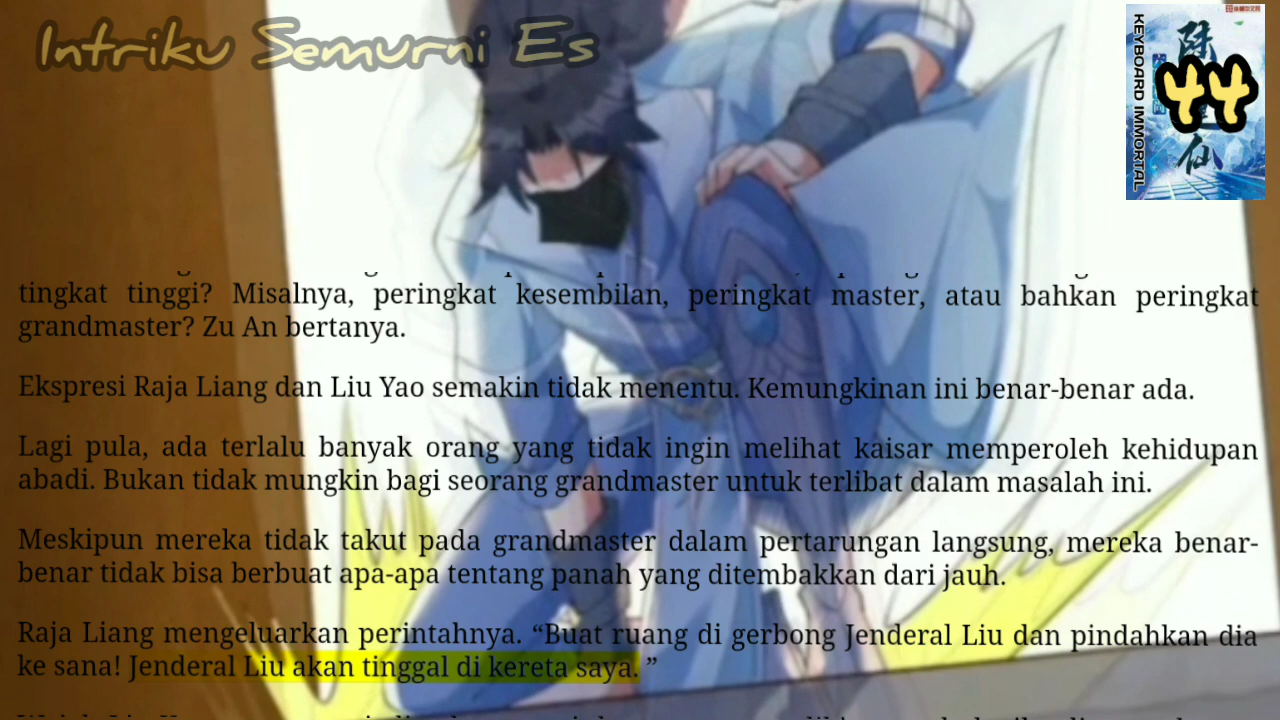 Intriku Semurni Es
KEYBOARD IMMORTAL
44
仙
tingkat tinggi? Misalnya, peringkat kesembilan, peringkat master, atau bahkan peringkat
grandmaster? Zu An bertanya.
Ekspresi Raja Liang dan Liu Yao semakin tidak menentu. Kemungkinan ini benar-benar ada.
Lagi pula, ada terlalu banyak orang yang tidak ingin melihat kaisar memperoleh kehidupan
abadi. Bukan tidak mungkin bagi seorang grandmaster untuk terlibat dalam masalah ini.
Meskipun mereka tidak takut pada grandmaster dalam pertarungan langsung, mereka benar-
benar tidak bisa berbuat apa-apa tentang panah yang ditembakkan dari jauh.
Raja Liang mengeluarkan perintahnya. “Buat ruang di gerbong Jenderal Liu dan pindahkan dia
ke sana! Jenderal Liu akan tinggal di kereta saya. ”